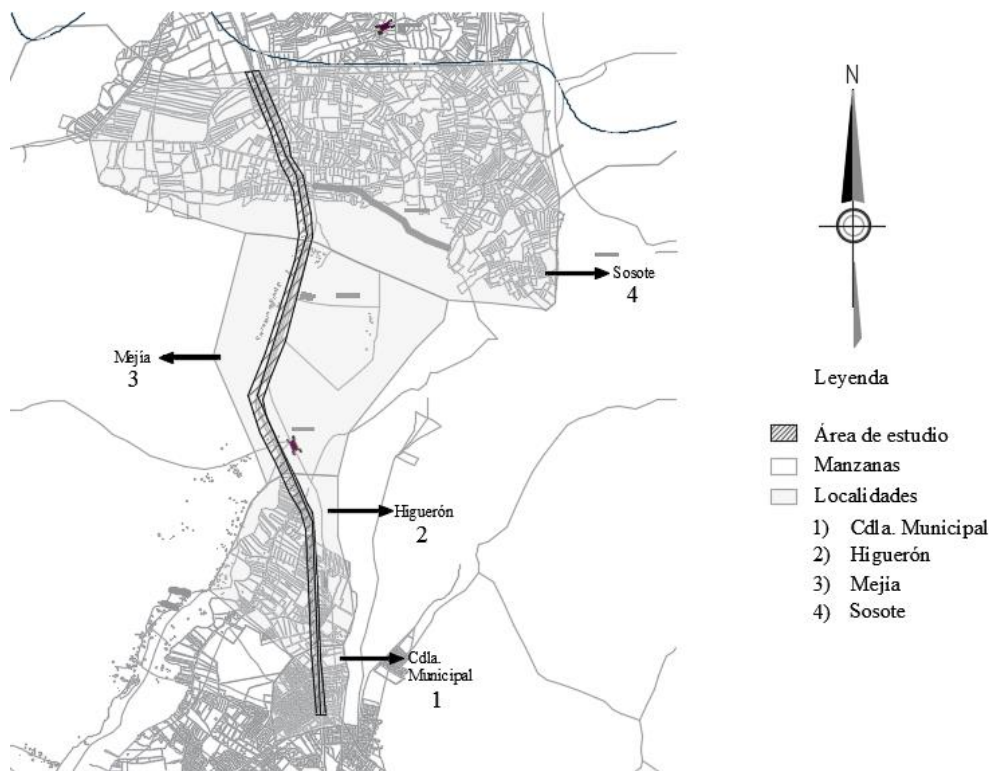 N
Sosote
4
Mejía
3
Higuerón
2
Cdla.
Municipal
1
Leyenda
Área de estudio
Manzanas
Localidades
1) Cdla. Municipal
2) Higuerón
3) Mejia
4) Sosote